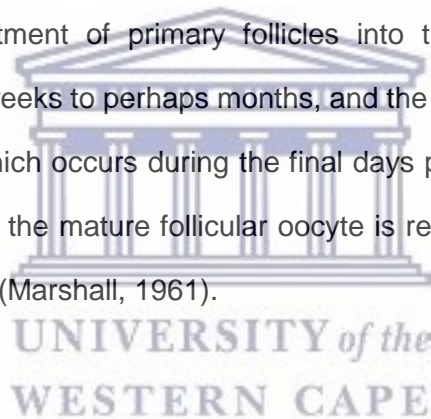 tment of primary follicles into t
eeks to perhaps months, and the
hich occurs during the final days p
the mature follicular oocyte is re
(Marshall, 1961).
UNIVERSITY of the
WESTERN CAPE